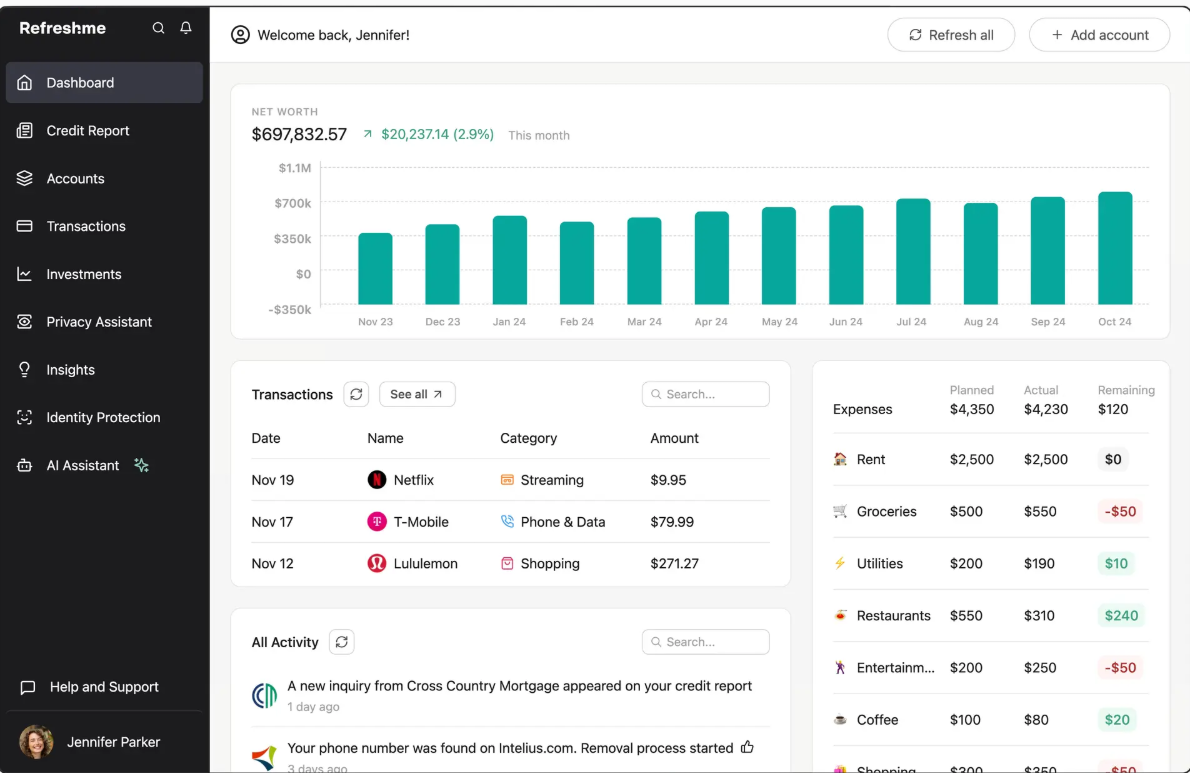 Refresh.me
Dashboard
Credit Report
Accounts
Transactions
Investments
Privacy Assistant
Insights
Identity Protection
AI Assistant
Help and Support
Jennifer Parker
Welcome back, Jennifer!
Refresh all
+ Add account
NET WORTH
$697,832.57 $20,237.14 (2.9%) This month
$1.1M
$700k
$350k
$0
-$350k
Nov 23 Dec 23 Jan 24 Feb 24 Mar 24 Apr 24 May 24 Jun 24 Jul 24 Aug 24 Sep 24 Oct 24
Transactions See all Search...
Date Name Category Amount
Nov 19 Netflix Streaming $9.95
Nov 17 T-Mobile Phone & Data $79.99
Nov 12 Lululemon Shopping $271.27
All Activity Search...
A new inquiry from Cross Country Mortgage appeared on your credit report
1 day ago
Your phone number was found on Intelius.com. Removal process started
3 days ago
Planned Actual Remaining
Expenses $4,350 $4,230 $120
Rent $2,500 $2,500 $0
Groceries $500 $550 -$50
Utilities $200 $190 $10
Restaurants $550 $310 $240
Entertainm... $200 $250 -$50
Coffee $100 $80 $20
Shopping $300 $350 -$50